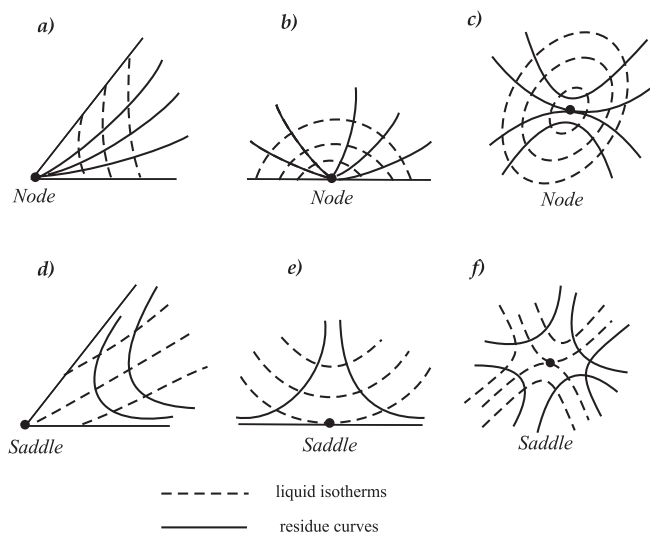 a)
b)
c)
Node
Node
Node
d)
e)
f)
Saddle
Saddle
Saddle
liquid isotherms
residue curves